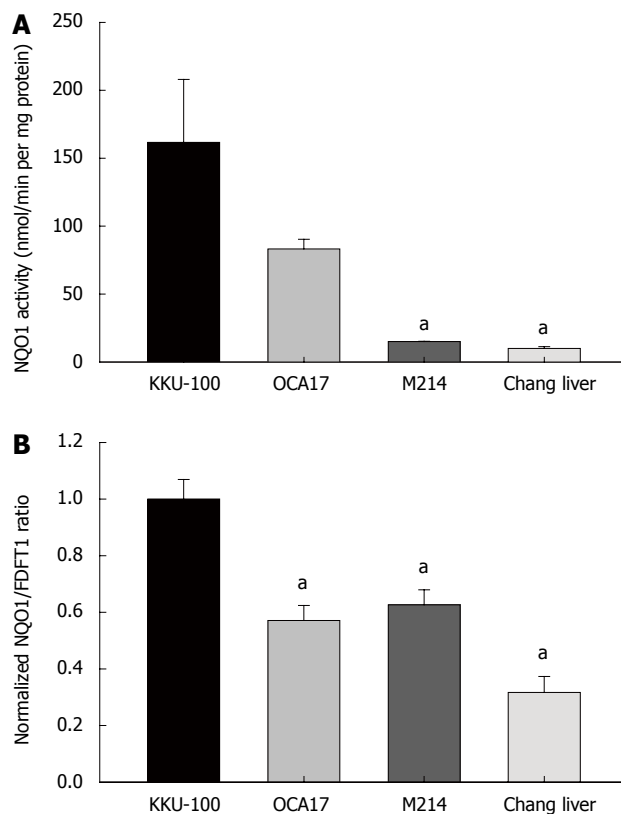 A
NQO1 activity (nmol/min per mg protein)
250
200
150
100
50
0
a
a
KKU-100 OCA17 M214 Chang liver
B
Normalized NQO1/FDFT1 ratio
1.2
1.0
0.8
0.6
0.4
0.2
0.0
a
a
a
KKU-100 OCA17 M214 Chang liver